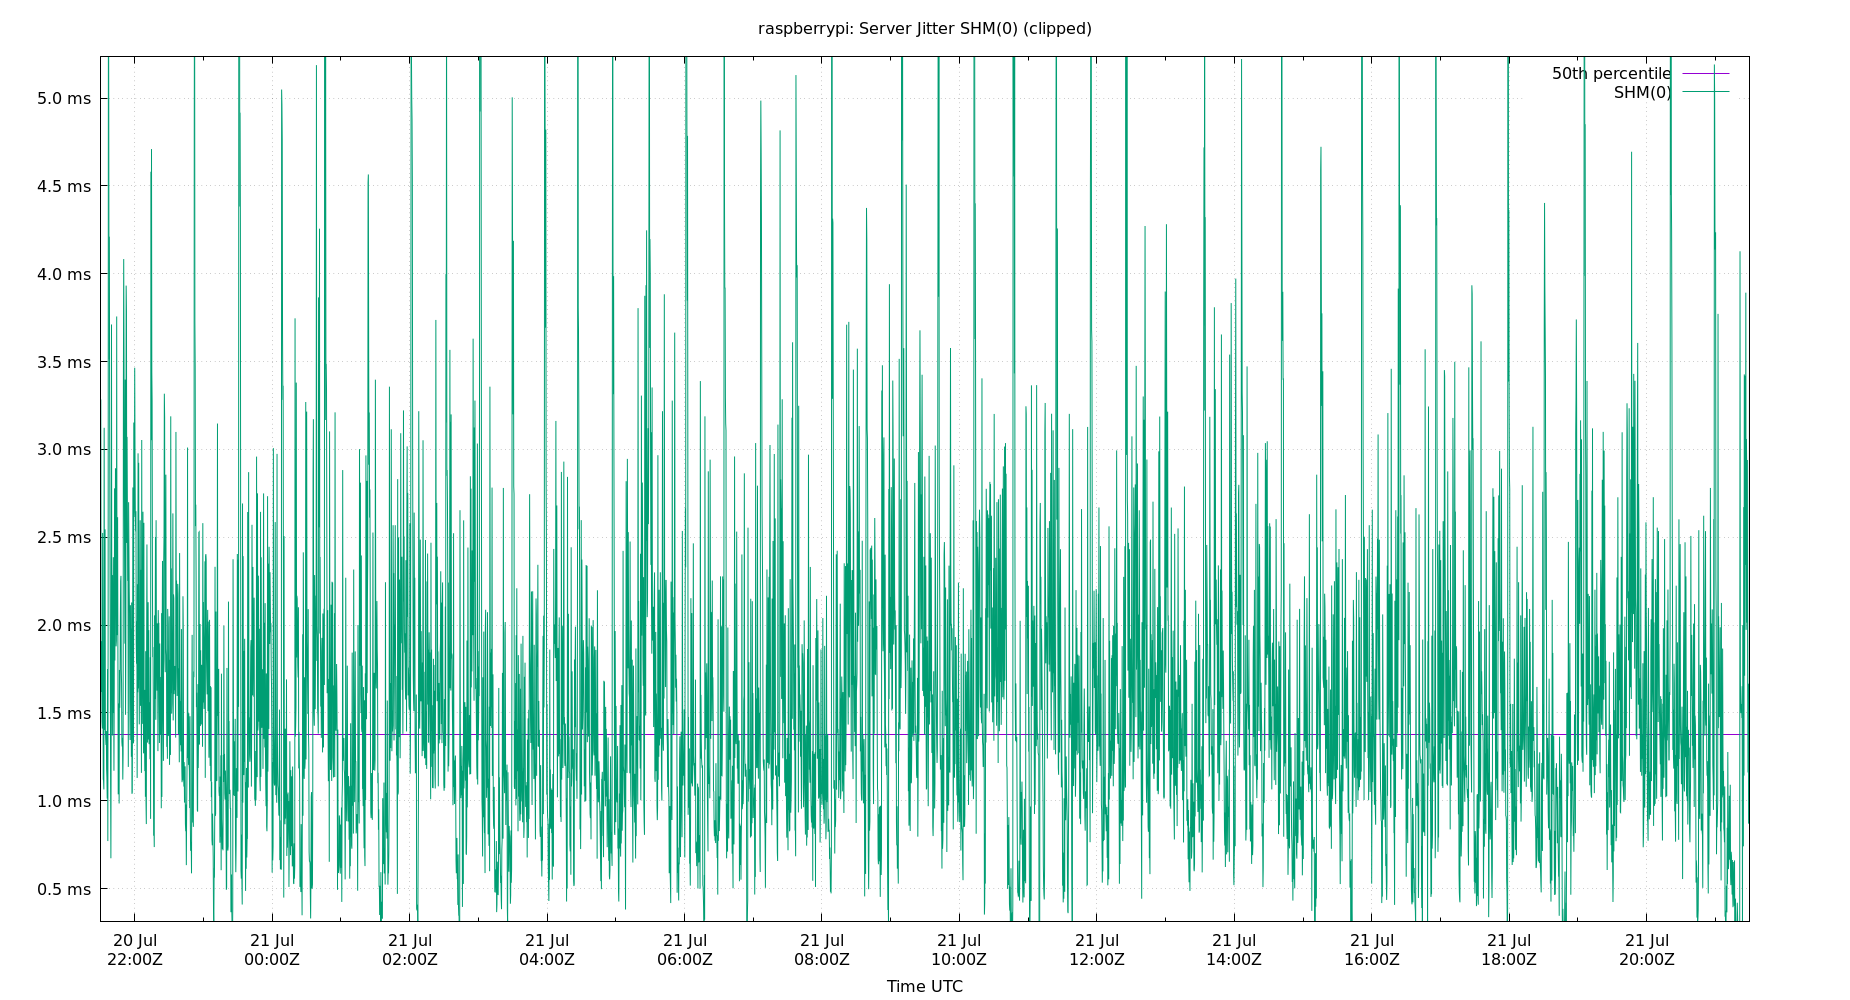 raspberrypi: Server Jitter SHM(0) (clipped)
50th percentile
SHM(0)
5.0 ms
4.5 ms
4.0 ms
3.5 ms
3.0 ms
2.5 ms
2.0 ms
1.5 ms
1.0 ms
0.5 ms
20 Jul 21 Jul 21 Jul 21 Jul 21 Jul 21 Jul 21 Jul 21 Jul 21 Jul 21 Jul 21 Jul 21 Jul
22:00Z 00:00Z 02:00Z 04:00Z 06:00Z 08:00Z 10:00Z 12:00Z 14:00Z 16:00Z 18:00Z 20:00Z
Time UTC